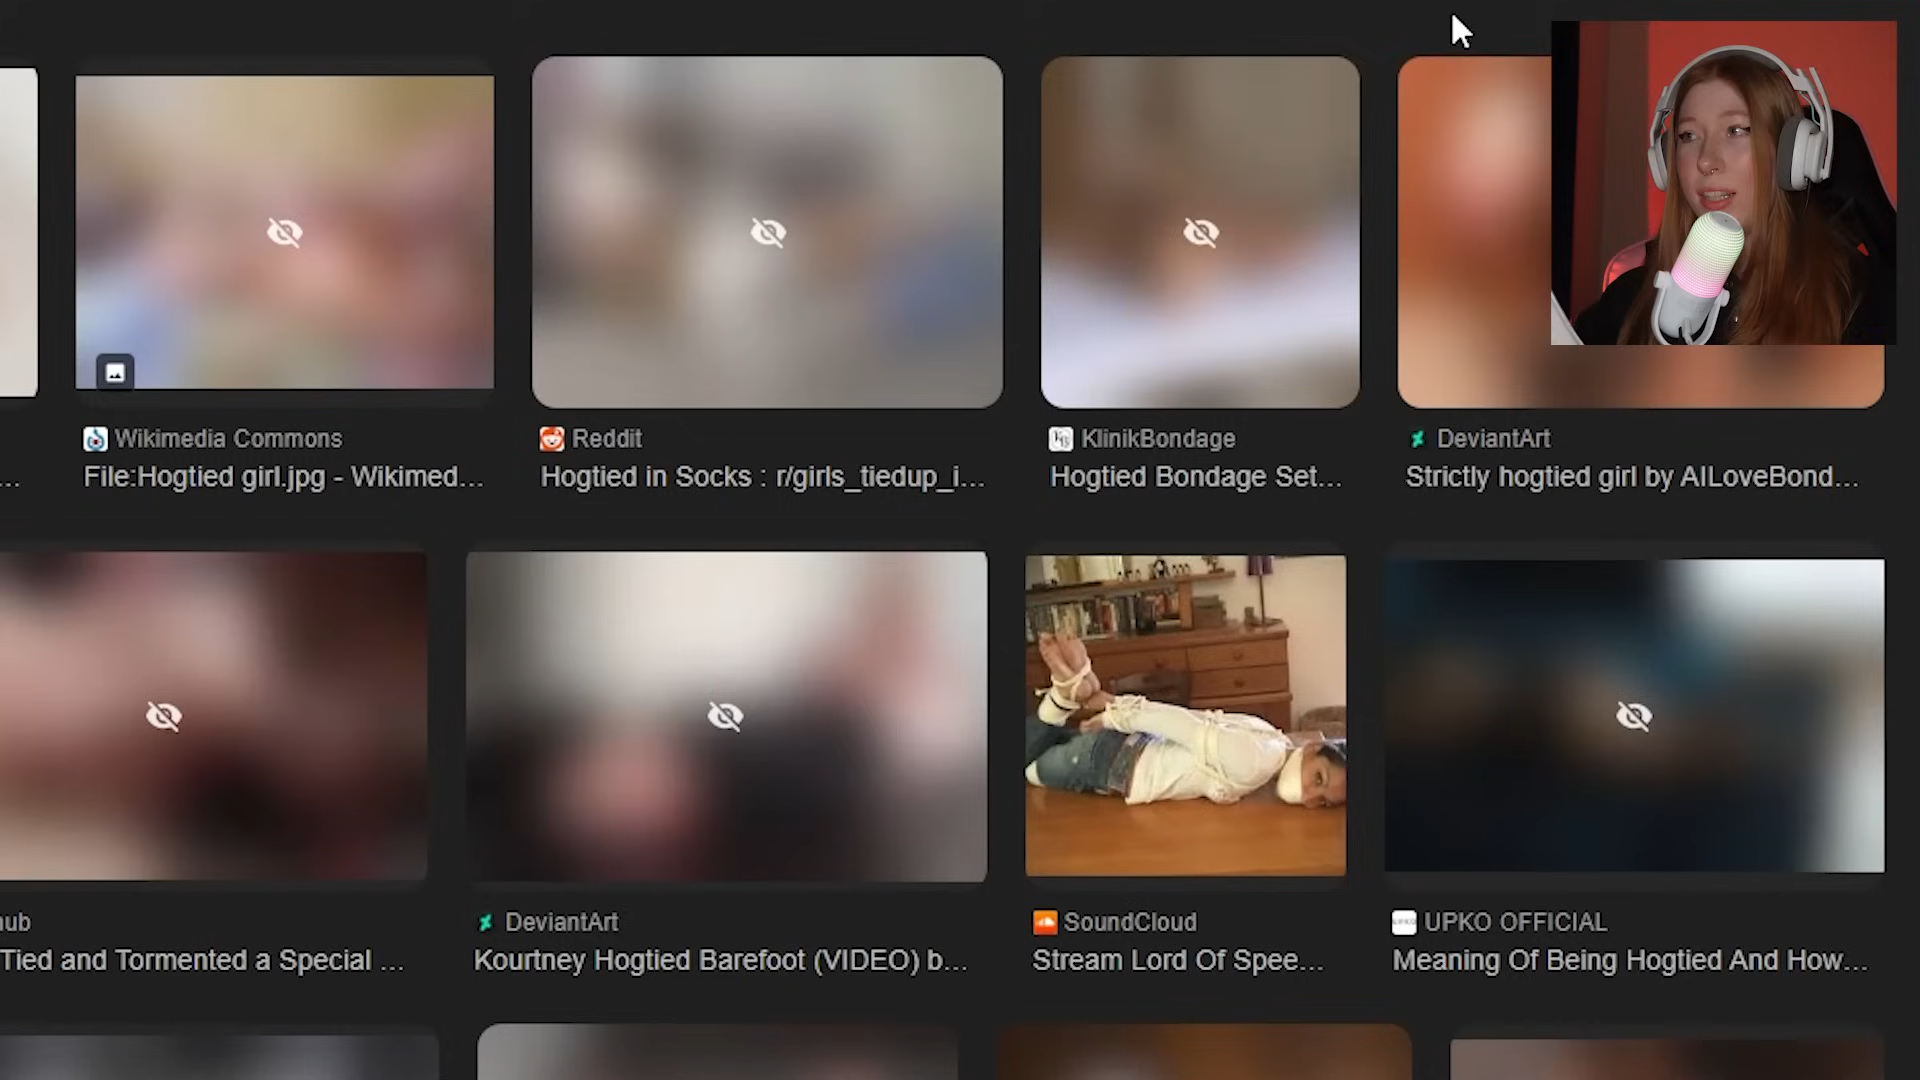 Wikimedia Commons
File:Hogtied girl.jpg - Wikimed...
Reddit
Hogtied in Socks : r/girls_tiedup_i...
KlinikBondage
Hogtied Bondage Set...
DeviantArt
Strictly hogtied girl by AILoveBond...
...
ub
Tied and Tormented a Special ...
DeviantArt
Kourtney Hogtied Barefoot (VIDEO) b...
SoundCloud
Stream Lord Of Spee...
UPKO OFFICIAL
Meaning Of Being Hogtied And How...